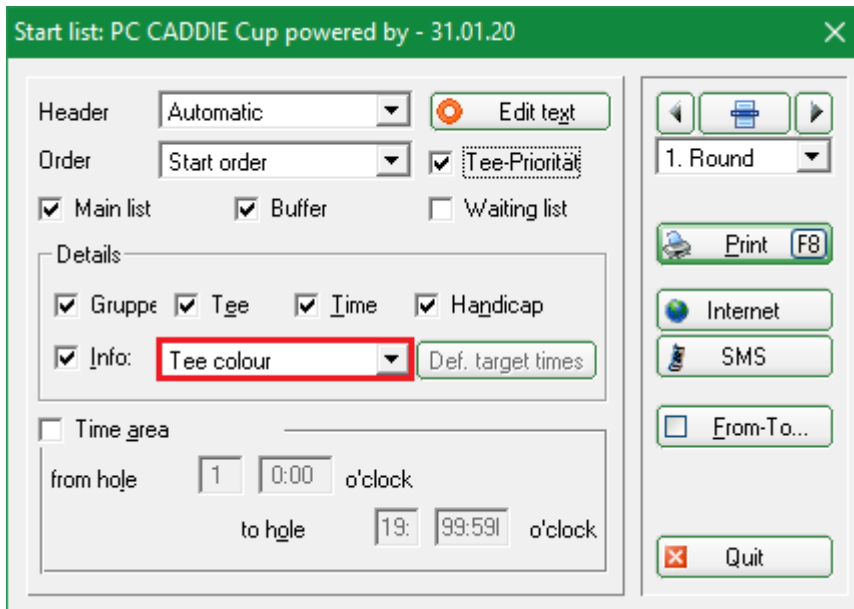 Start list: PC CADDIE Cup powered by - 31.01.20
Header Automatic Edit text
Order Start order Tee-Priorität
Main list Buffer Waiting list
Details
Gruppe Tee Time Handicap
Info: Tee colour Def. target times
Time area
from hole 1 0:00 o'clock
to hole 19: 99:59 o'clock
1. Round
Print F8
Internet
SMS
From-To...
Quit